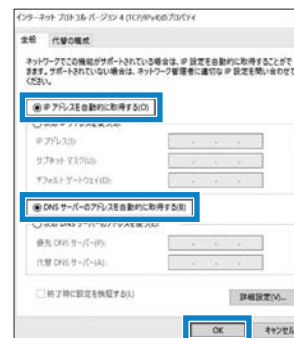 インターネット プロトコル バージョン 4 (TCP/IPv4)のプロパティ
全般 代替の構成
ネットワークでこの機能がサポートされている場合は、IP 設定を自動的に取得することがで
きます。サポートされていない場合は、ネットワーク管理者に適切な IP 設定を問い合わせて
ください。
IP アドレスを自動的に取得する(O)
IP アドレス(I):
サブネット マスク(U):
デフォルト ゲートウェイ(D):
DNS サーバーのアドレスを自動的に取得する(B)
優先 DNS サーバー(P):
代替 DNS サーバー(A):
終了時に設定を検証する(L)
詳細設定(V)...
OK キャンセル